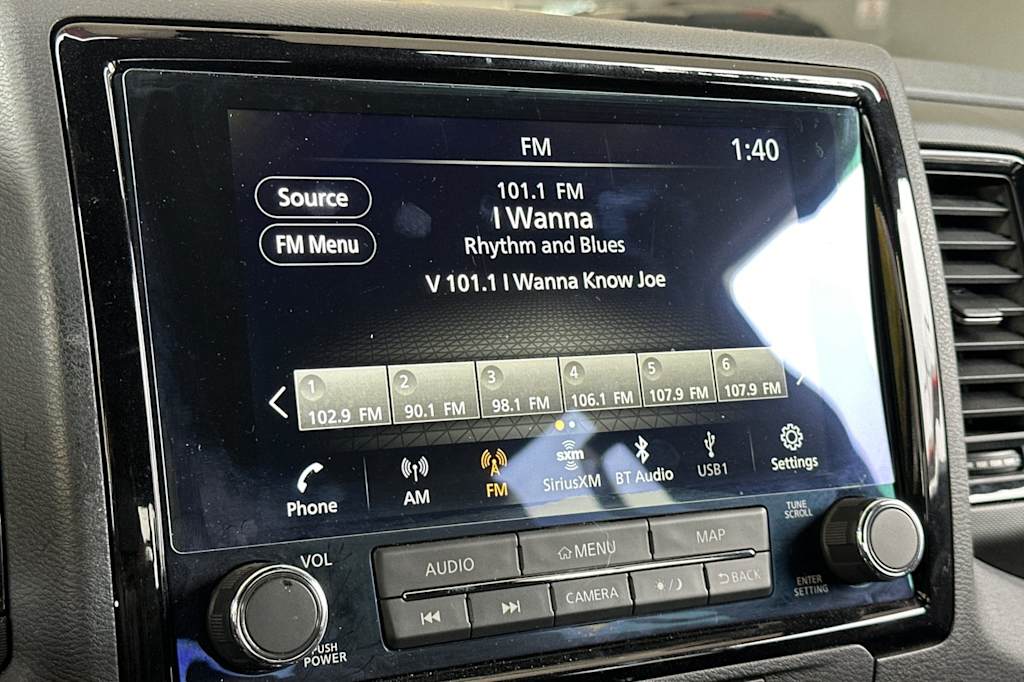 FM
1:40
Source
FM Menu
101.1 FM
I Wanna
Rhythm and Blues
V 101.1 I Wanna Know Joe
1
102.9 FM
2
90.1 FM
3
98.1 FM
4
106.1 FM
5
107.9 FM
6
107.9 FM
Phone
AM
FM
sxm
SiriusXM
BT Audio
USB1
Settings
VOL
PUSH
POWER
AUDIO
MENU
MAP
CAMERA
BACK
TUNE
SCROLL
ENTER
SETTING